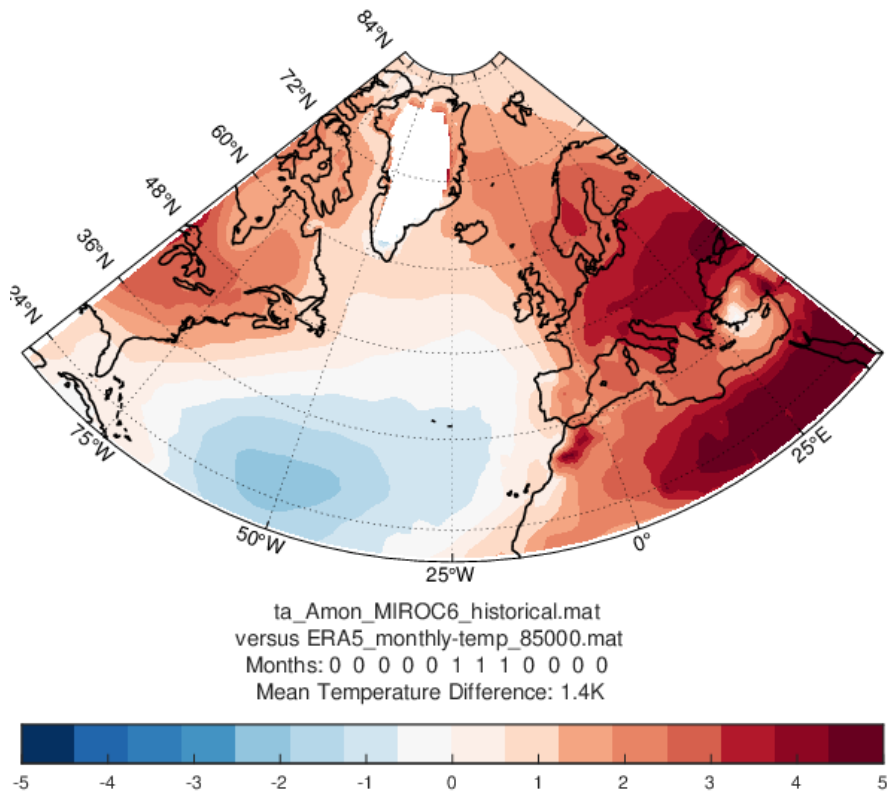 84°N
72°N
60°N
48°N
36°N
24°N
75°W
50°W
25°W
0°
25°E
ta_Amon_MIROC6_historical.mat
versus ERA5_monthly-temp_85000.mat
Months: 0 0 0 0 0 1 1 1 0 0 0 0
Mean Temperature Difference: 1.4K
-5 -4 -3 -2 -1 0 1 2 3 4 5